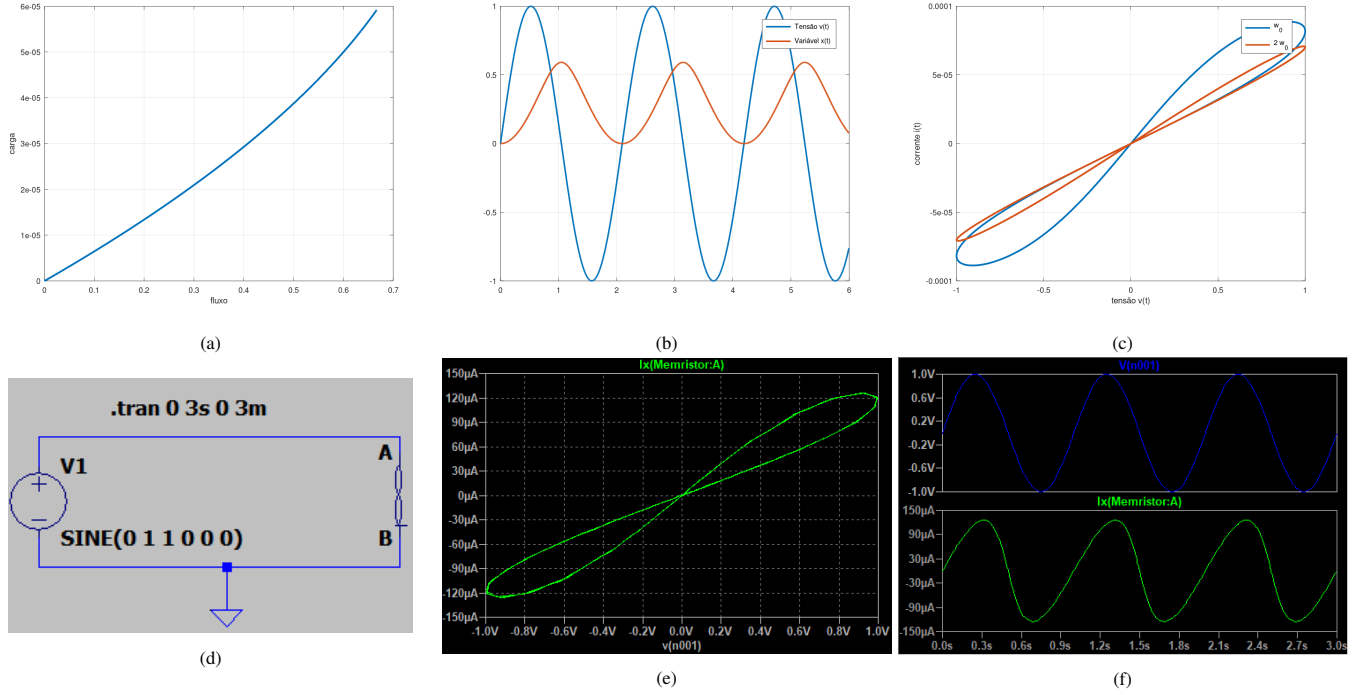 6e-05
5e-05
4e-05
3e-05
2e-05
1e-05
0
carga
0 0.1 0.2 0.3 0.4 0.5 0.6 0.7
fluxo
(a)
1
0.5
0
-0.5
-1
Tensão v(t)
Variável x(t)
0 1 2 3 4 5 6
(b)
0.0001
5e-05
0
-5e-05
-0.0001
corrente i(t)
w_0
2 w_0
-1 -0.5 0 0.5 1
tensão v(t)
(c)
.tran 0 3s 0 3m
V1
A
SINE(0 1 1 0 0 0)
B
(d)
Ix(Memristor:A)
150µA
120µA
90µA
60µA
30µA
0µA
-30µA
-60µA
-90µA
-120µA
-150µA
-1.0V -0.8V -0.6V -0.4V -0.2V 0.0V 0.2V 0.4V 0.6V 0.8V 1.0V
v(n001)
(e)
V(n001)
1.0V
0.6V
0.2V
-0.2V
-0.6V
-1.0V
Ix(Memristor:A)
150µA
90µA
30µA
-30µA
-90µA
-150µA
0.0s 0.3s 0.6s 0.9s 1.2s 1.5s 1.8s 2.1s 2.4s 2.7s 3.0s
(f)